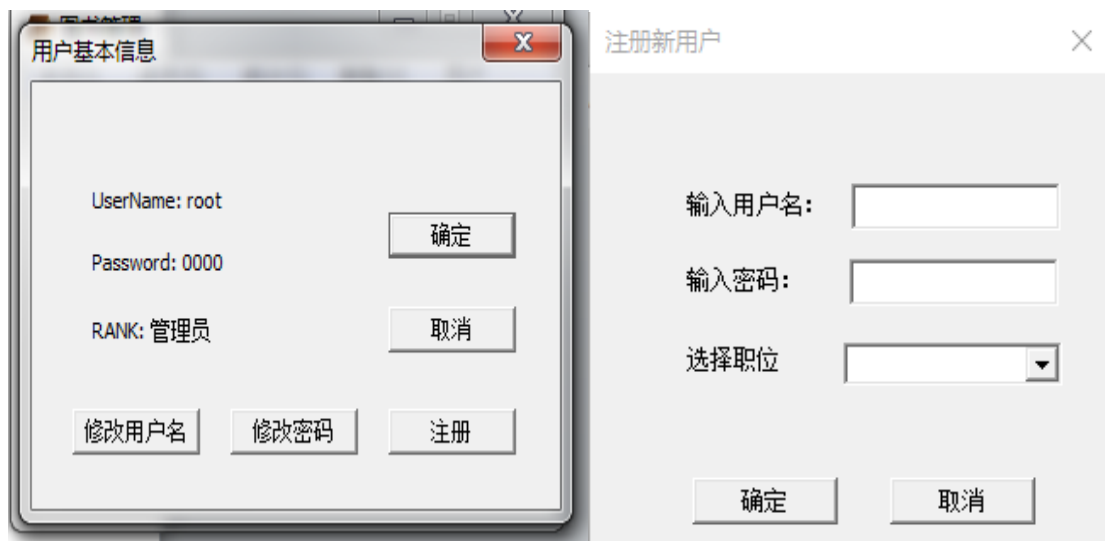 用户基本信息
UserName: root
Password: 0000
RANK: 管理员
确定
取消
修改用户名
修改密码
注册
注册新用户
输入用户名:
输入密码:
选择职位
确定
取消